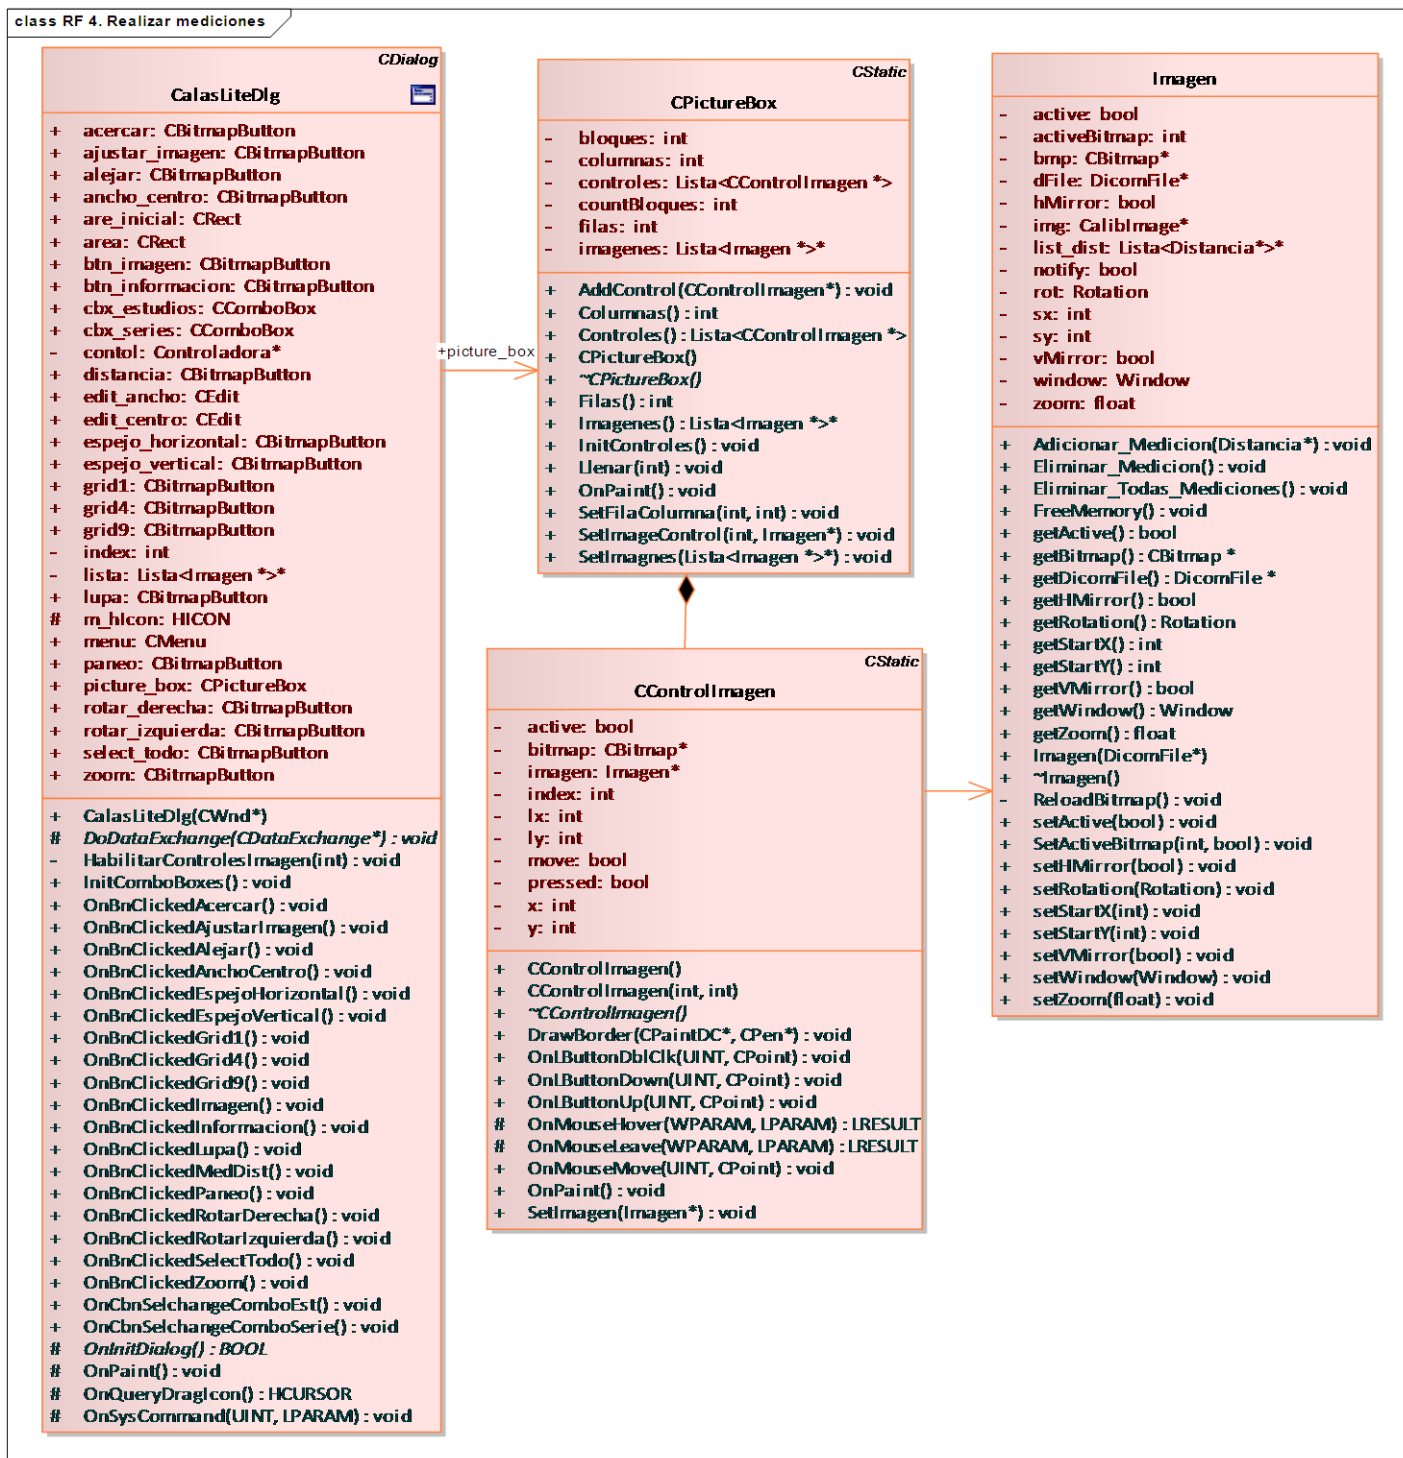 class RF 4. Realizar mediciones
CDialog
CalasLiteDlg
+ acercar: CBitmapButton
+ ajustar_imagen: CBitmapButton
+ alejar: CBitmapButton
+ ancho_centro: CBitmapButton
+ are_inicial: CRect
+ area: CRect
+ btn_imagen: CBitmapButton
+ btn_informacion: CBitmapButton
+ cbx_estudios: CComboBox
+ cbx_series: CComboBox
- contol: Controladora*
+ distancia: CBitmapButton
+ edit_ancho: CEdit
+ edit_centro: CEdit
+ espejo_horizontal: CBitmapButton
+ espejo_vertical: CBitmapButton
+ grid1: CBitmapButton
+ grid4: CBitmapButton
+ grid9: CBitmapButton
- index: int
- lista: Lista<Imagen *>*
+ lupa: CBitmapButton
# m_hIcon: HICON
+ menu: CMenu
+ paneo: CBitmapButton
+ picture_box: CPictureBox
+ rotar_derecha: CBitmapButton
+ rotar_izquierda: CBitmapButton
+ select_todo: CBitmapButton
+ zoom: CBitmapButton
+ CalasLiteDlg(CWnd*)
# DoDataExchange(CDataExchange*) : void
- HabilitarControlesImagen(int) : void
+ InitComboBoxes() : void
+ OnBnClickedAcercar() : void
+ OnBnClickedAjustarImagen() : void
+ OnBnClickedAlejar() : void
+ OnBnClickedAnchoCentro() : void
+ OnBnClickedEspejoHorizontal() : void
+ OnBnClickedEspejoVertical() : void
+ OnBnClickedGrid1() : void
+ OnBnClickedGrid4() : void
+ OnBnClickedGrid9() : void
+ OnBnClickedImagen() : void
+ OnBnClickedInformacion() : void
+ OnBnClickedLupa() : void
+ OnBnClickedMedDist() : void
+ OnBnClickedPaneo() : void
+ OnBnClickedRotarDerecha() : void
+ OnBnClickedRotarIzquierda() : void
+ OnBnClickedSelectTodo() : void
+ OnBnClickedZoom() : void
+ OnCbnSelchangeComboEst() : void
+ OnCbnSelchangeComboSerie() : void
# OnInitDialog() : BOOL
# OnPaint() : void
# OnQueryDragIcon() : HCURSOR
# OnSysCommand(UINT, LPARAM) : void
+picture_box
CStatic
CPictureBox
- bloques: int
- columnas: int
- controles: Lista<CControlImagen *>
- countBloques: int
- filas: int
- imagenes: Lista<Imagen *>*
+ AddControl(CControlImagen*) : void
+ Columnas() : int
+ Controles() : Lista<CControlImagen *>
+ CPictureBox()
+ ~CPictureBox()
+ Filas() : int
+ Imagenes() : Lista<Imagen *>*
+ InitControles() : void
+ Llenar(int) : void
+ OnPaint() : void
+ SetFilaColumna(int, int) : void
+ SetImageControl(int, Imagen*) : void
+ SetImagnes(Lista<Imagen *>*) : void
CStatic
CControlImagen
- active: bool
- bitmap: CBitmap*
- imagen: Imagen*
- index: int
- lx: int
- ly: int
- move: bool
- pressed: bool
- x: int
- y: int
+ CControlImagen()
+ CControlImagen(int, int)
+ ~CControlImagen()
+ DrawBorder(CPaintDC*, CPen*) : void
+ OnLButtonDblClk(UINT, CPoint) : void
+ OnLButtonDown(UINT, CPoint) : void
+ OnLButtonUp(UINT, CPoint) : void
# OnMouseHover(WPARAM, LPARAM) : LRESULT
# OnMouseLeave(WPARAM, LPARAM) : LRESULT
+ OnMouseMove(UINT, CPoint) : void
+ OnPaint() : void
+ SetImagen(Imagen*) : void
Imagen
- active: bool
- activeBitmap: int
- bmp: CBitmap*
- dFile: DicomFile*
- hMirror: bool
- img: CalibImage*
- list_dist: Lista<Distancia*>*
- notify: bool
- rot: Rotation
- sx: int
- sy: int
- vMirror: bool
- window: Window
- zoom: float
+ Adicionar_Medicion(Distancia*) : void
+ Eliminar_Medicion() : void
+ Eliminar_Todas_Mediciones() : void
+ FreeMemory() : void
+ getActive() : bool
+ getBitmap() : CBitmap *
+ getDicomFile() : DicomFile *
+ getHMirror() : bool
+ getRotation() : Rotation
+ getStartX() : int
+ getStartY() : int
+ getVMirror() : bool
+ getWindow() : Window
+ getZoom() : float
+ Imagen(DicomFile*)
+ ~Imagen()
- ReloadBitmap() : void
+ setActive(bool) : void
+ SetActiveBitmap(int, bool) : void
+ setHMirror(bool) : void
+ setRotation(Rotation) : void
+ setStartX(int) : void
+ setStartY(int) : void
+ setVMirror(bool) : void
+ setWindow(Window) : void
+ setZoom(float) : void